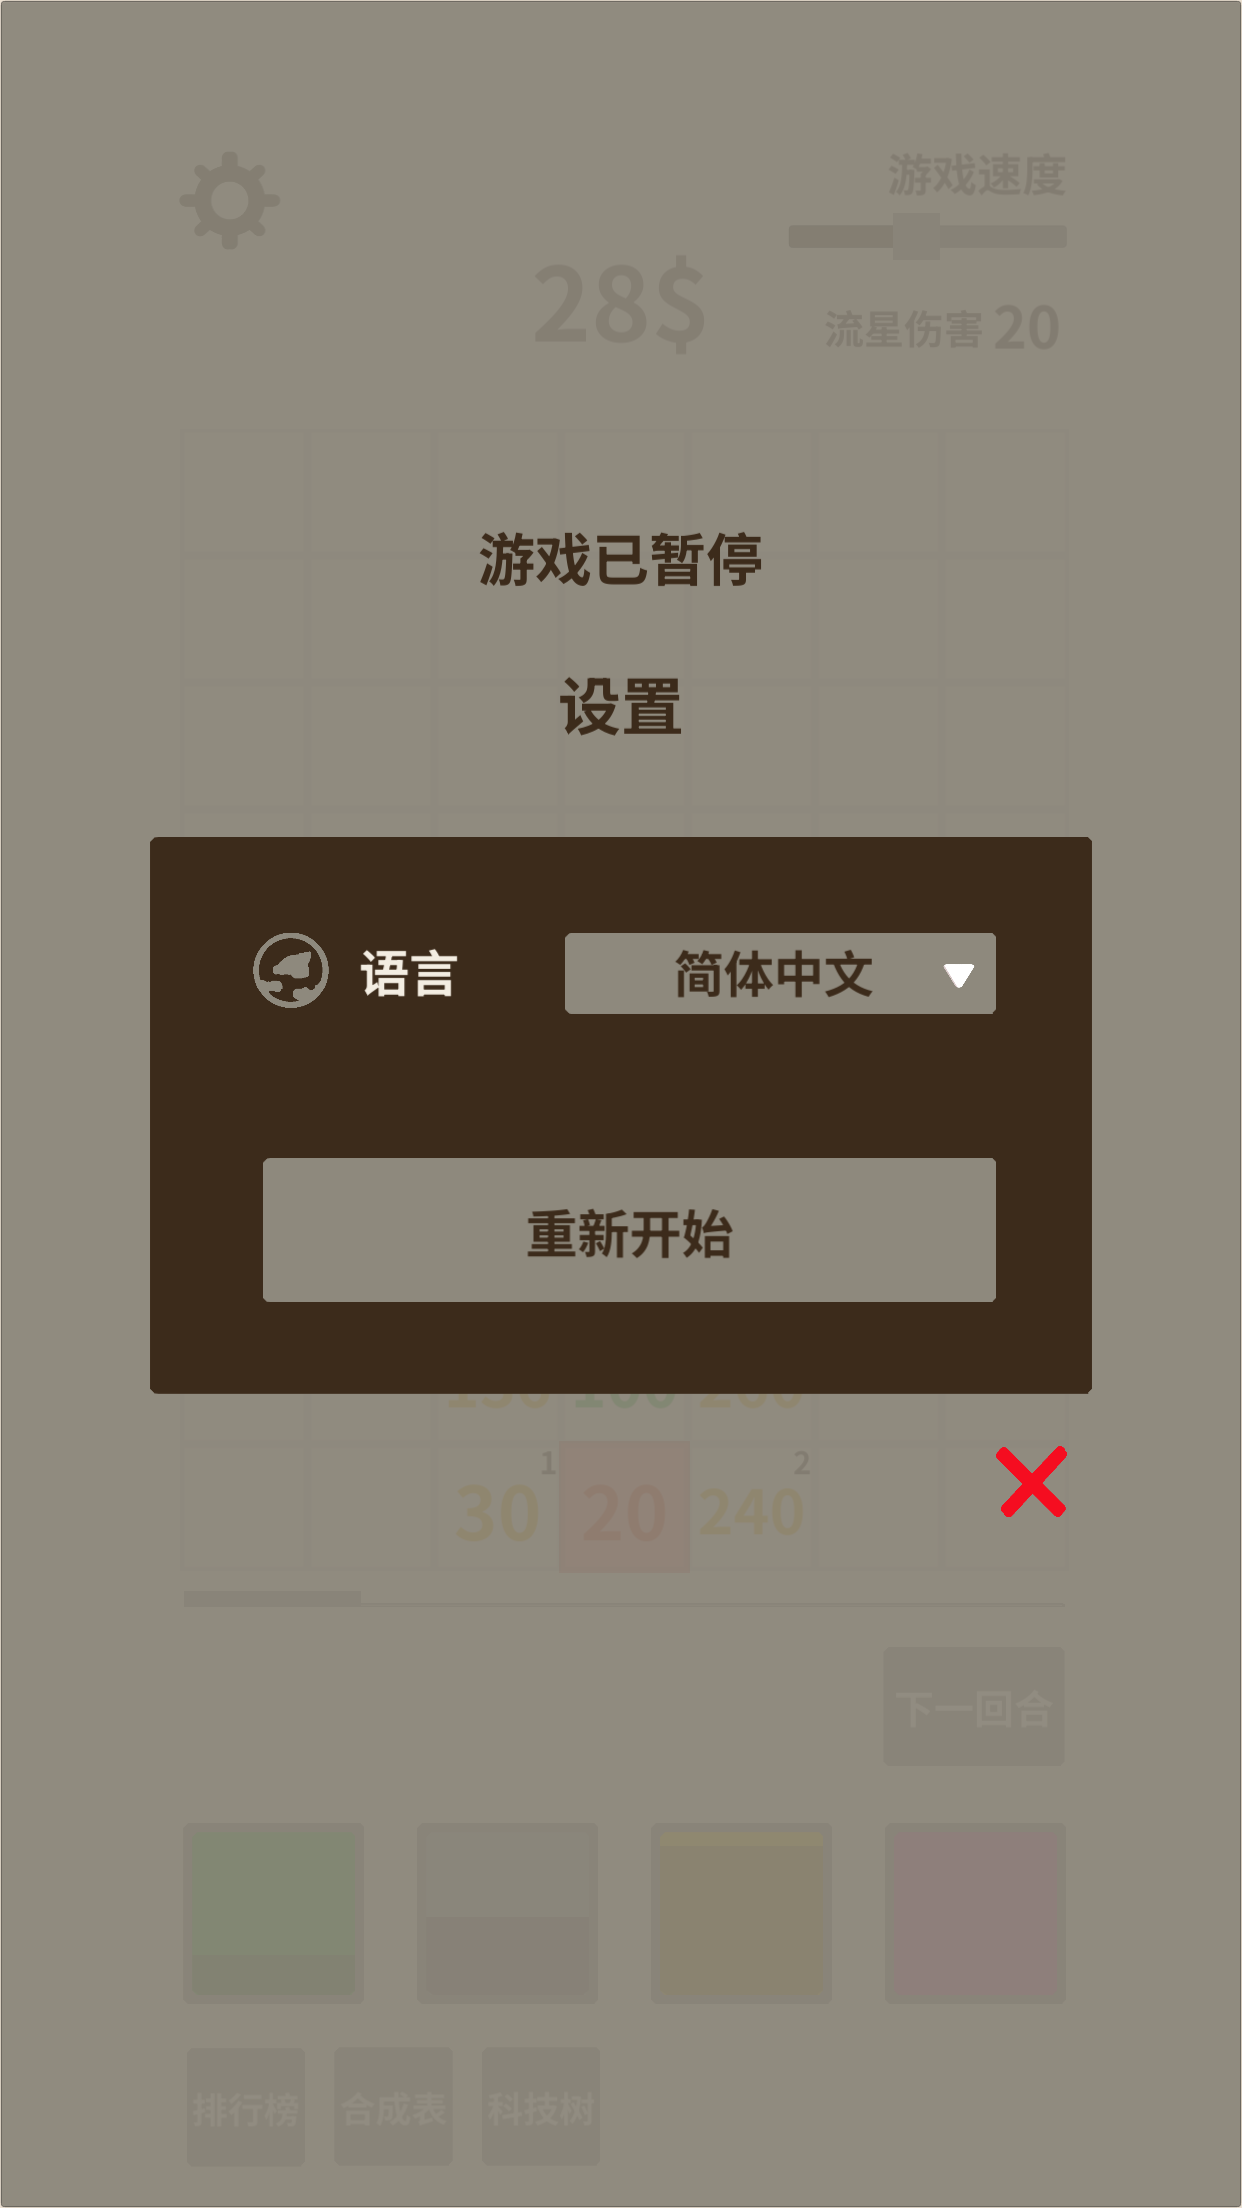 游戏速度
28$
流星伤害 20
游戏已暂停
设置
语言
简体中文
重新开始
1
2
30
20
240
下一回合
排行榜
合成表
科技树